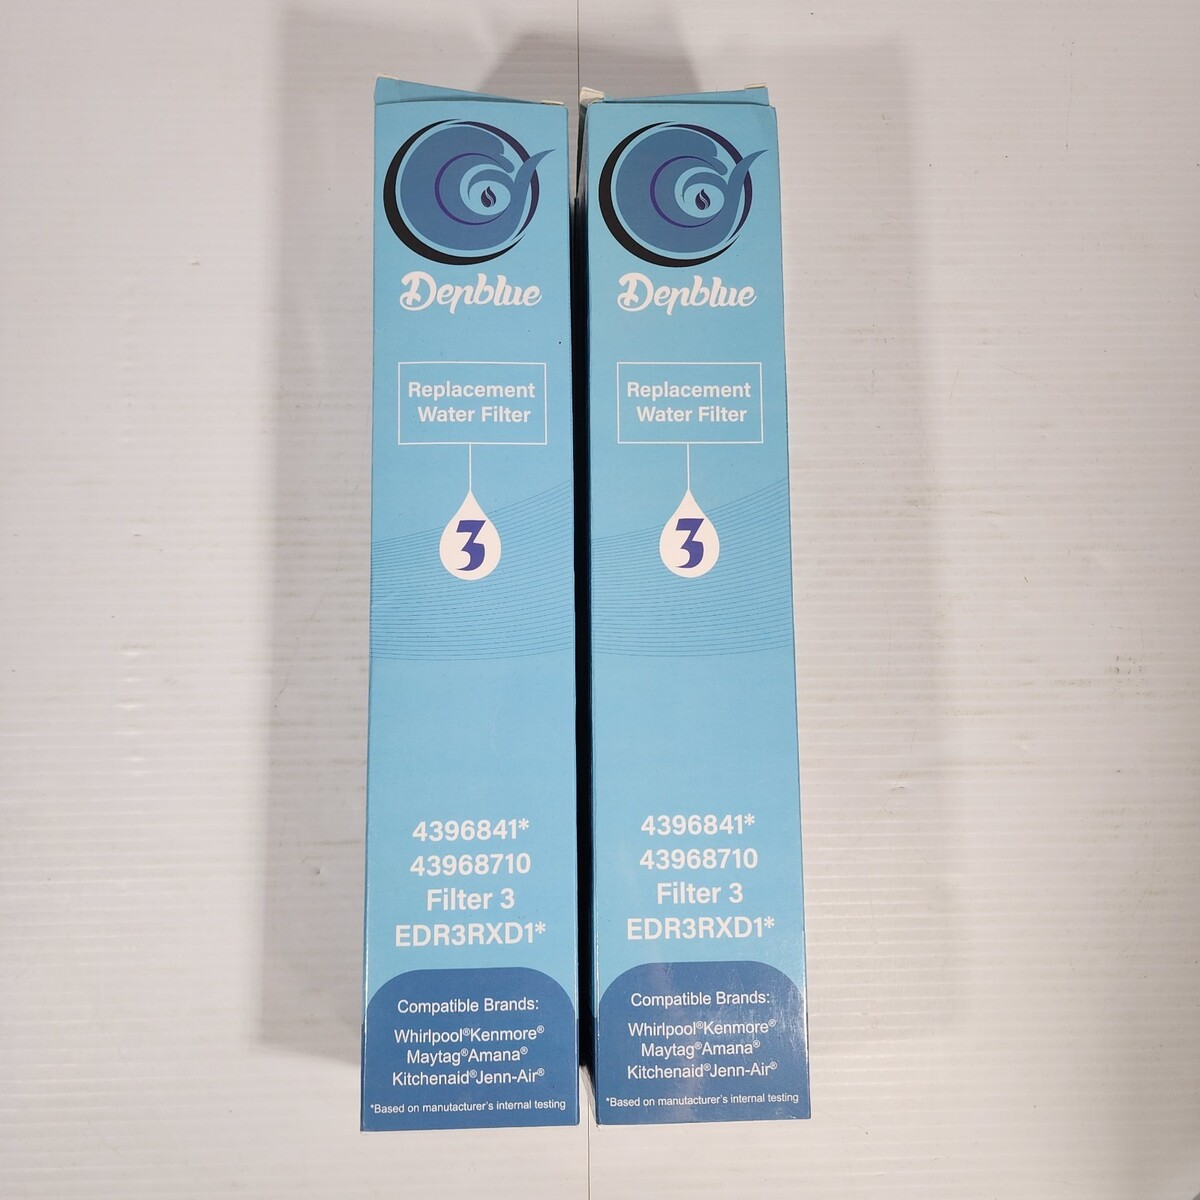 Depblue
Replacement
Water Filter
3
4396841*
43968710
Filter 3
EDR3RXD1*
Compatible Brands:
Whirlpool®Kenmore®
Maytag®Amana®
Kitchenaid®Jenn-Air®
*Based on manufacturer's internal testing
Depblue
Replacement
Water Filter
3
4396841*
43968710
Filter 3
EDR3RXD1*
Compatible Brands:
Whirlpool®Kenmore®
Maytag®Amana®
Kitchenaid®Jenn-Air®
*Based on manufacturer's internal testing